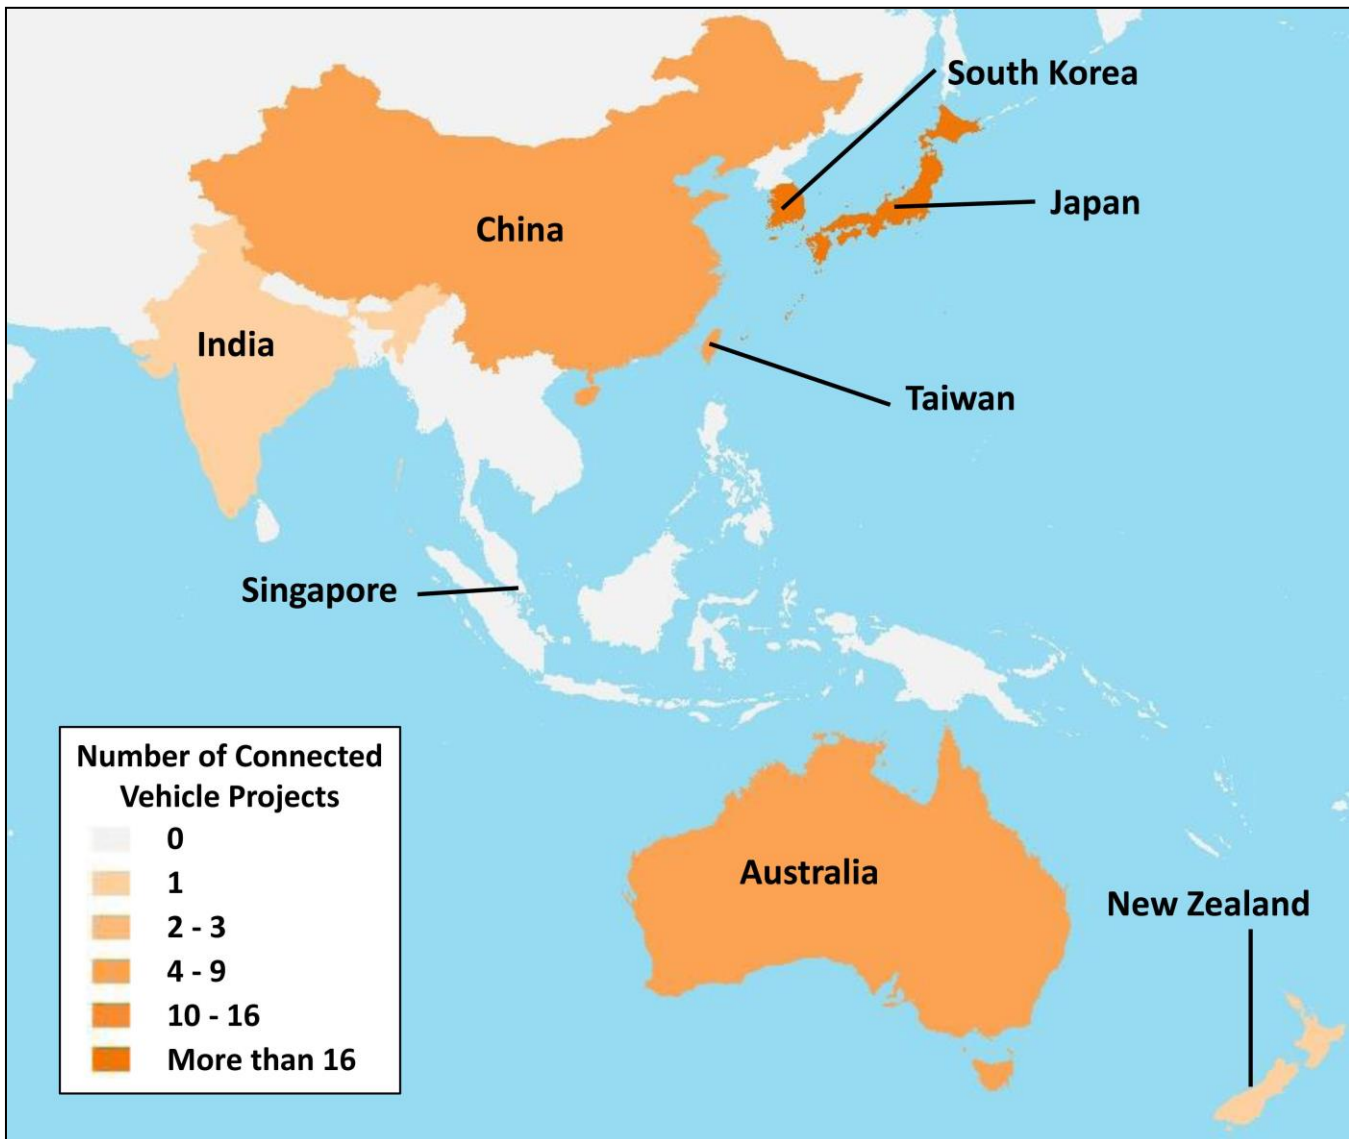 South Korea
Japan
China
India
Taiwan
Singapore
Number of Connected
Vehicle Projects
0
1
2 - 3
4 - 9
10 - 16
More than 16
Australia
New Zealand